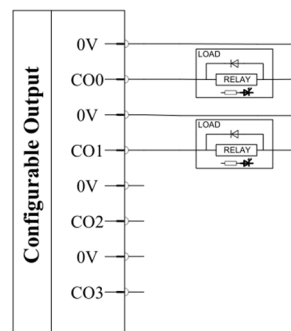 Configurable Output
0V
CO0
0V
CO1
0V
CO2
0V
CO3
LOAD
RELAY
LOAD
RELAY